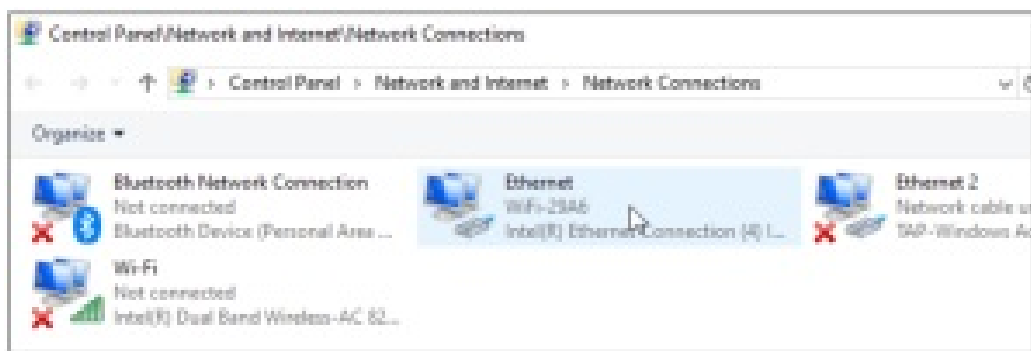 Control Panel\Network and Internet\Network Connections
Control Panel › Network and Internet › Network Connections
Organize
Bluetooth Network Connection
Not connected
Bluetooth Device (Personal Area ...
Ethernet
WiFi-29A6
Intel(R) Ethernet Connection (4) I...
Ethernet 2
Network cable u
TAP-Windows Ad
Wi-Fi
Not connected
Intel(R) Dual Band Wireless-AC 82...